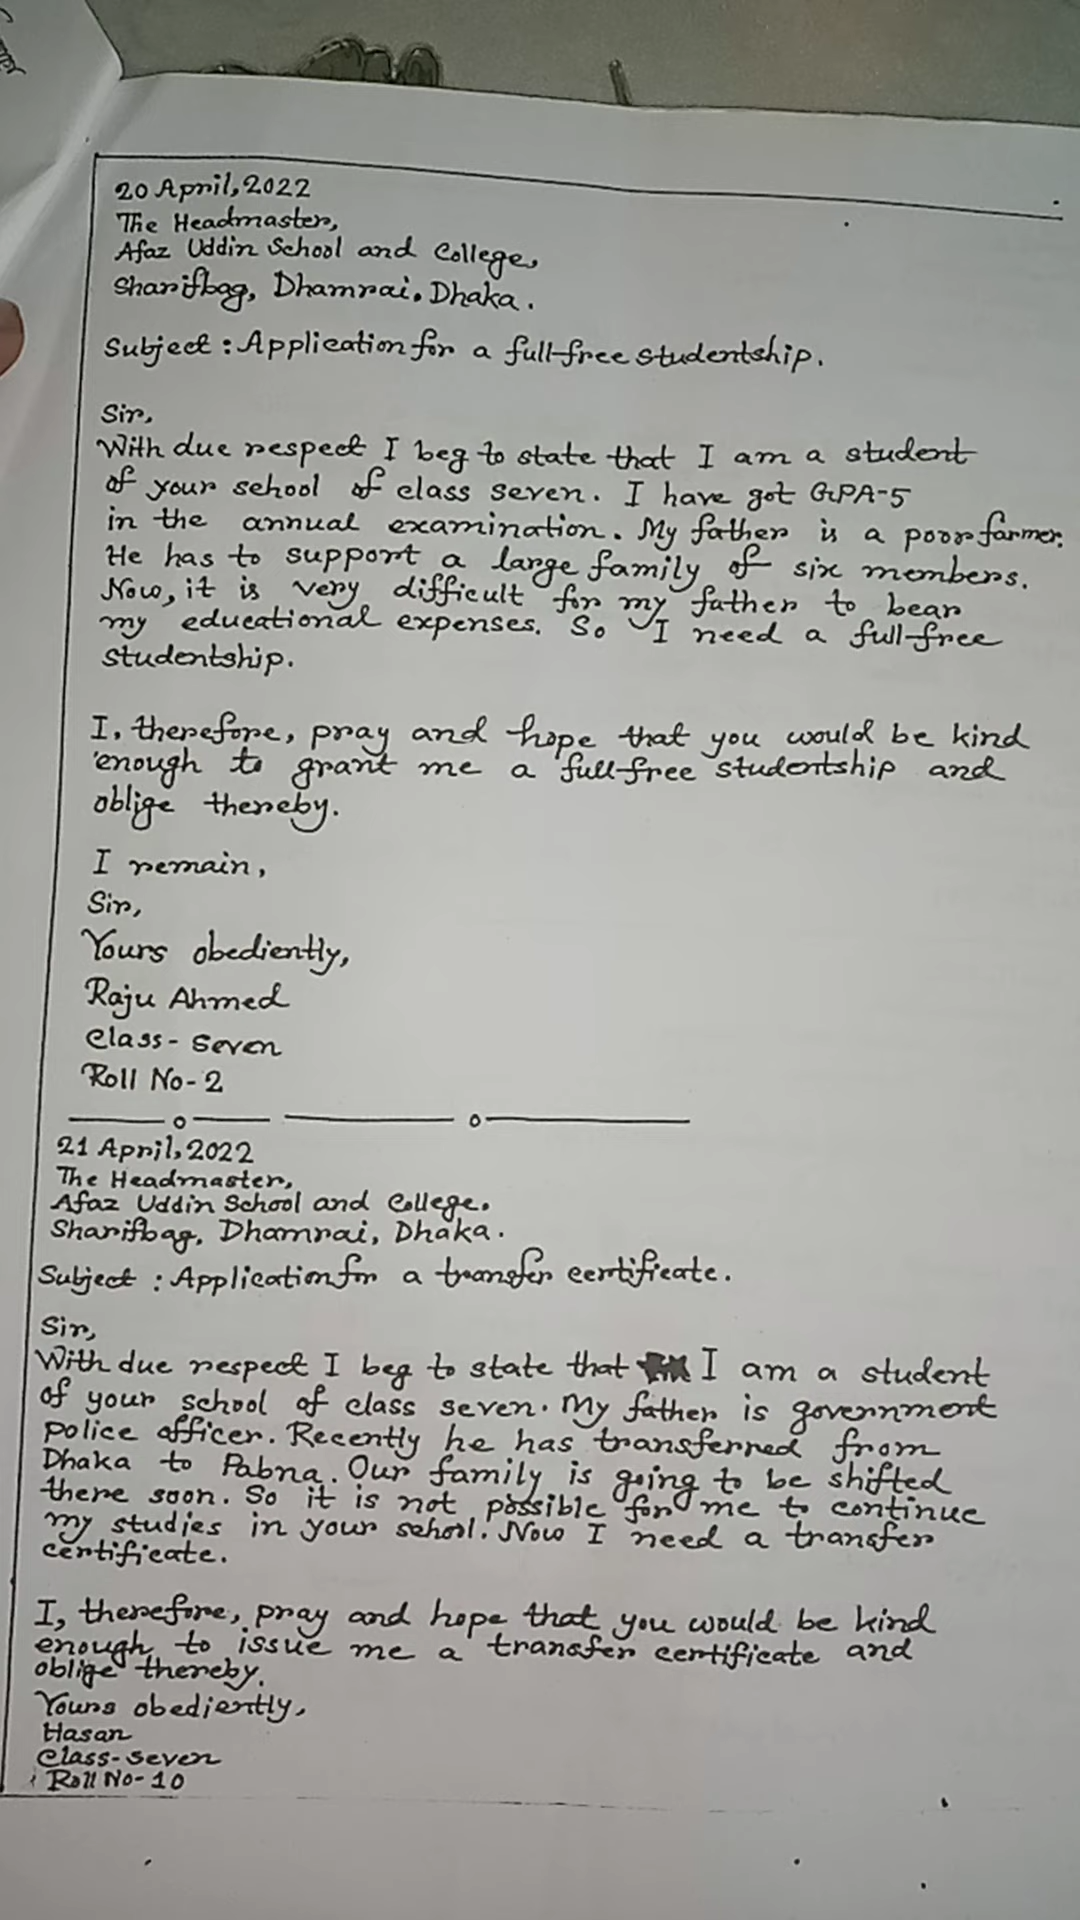 20 April, 2022
The Headmaster,
Afaz Uddin School and College,
Sharifbag, Dhamrai, Dhaka.
Subject : Application for a full-free studentship.
Sir,
With due respect I beg to state that I am a student
of your school of class seven. I have got GPA-5
in the annual examination. My father is a poor farmer.
He has to support a large family of six members.
Now, it is very difficult for my father to bear
my educational expenses. So I need a full-free
studentship.
I, therefore, pray and hope that you would be kind
enough to grant me a full-free studentship and
oblige thereby.
I remain,
Sir,
Yours obediently,
Raju Ahmed
Class- Seven
Roll No-2
21 April, 2022
The Headmaster,
Afaz Uddin School and College,
Sharifbag, Dhamrai, Dhaka.
Subject : Application for a transfer certificate.
Sir,
With due respect I beg to state that I am a student
of your school of class seven. My father is government
police officer. Recently he has transferred from
Dhaka to Pabna. Our family is going to be shifted
there soon. So it is not possible for me to continue
my studies in your school. Now I need a transfer
certificate.
I, therefore, pray and hope that you would be kind
enough to issue me a transfer certificate and
oblige thereby.
Yours obediently,
Hasan
Class-seven
Roll No-10